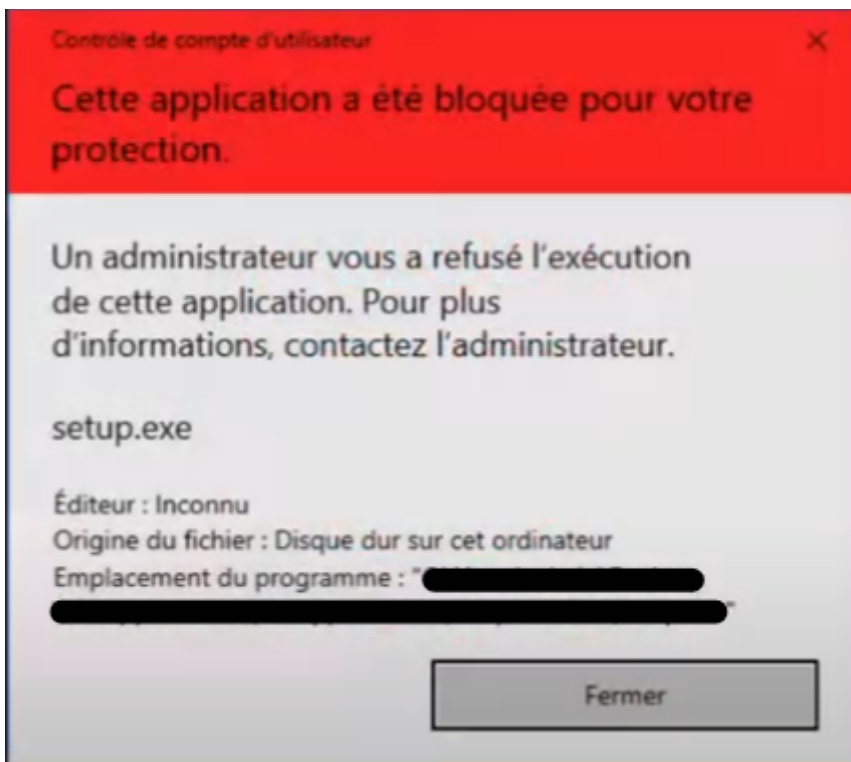 Contrôle de compte d'utilisateur
Cette application a été bloquée pour votre
protection.
Un administrateur vous a refusé l'exécution
de cette application. Pour plus
d'informations, contactez l'administrateur.
setup.exe
Éditeur : Inconnu
Origine du fichier : Disque dur sur cet ordinateur
Emplacement du programme : "
"
Fermer